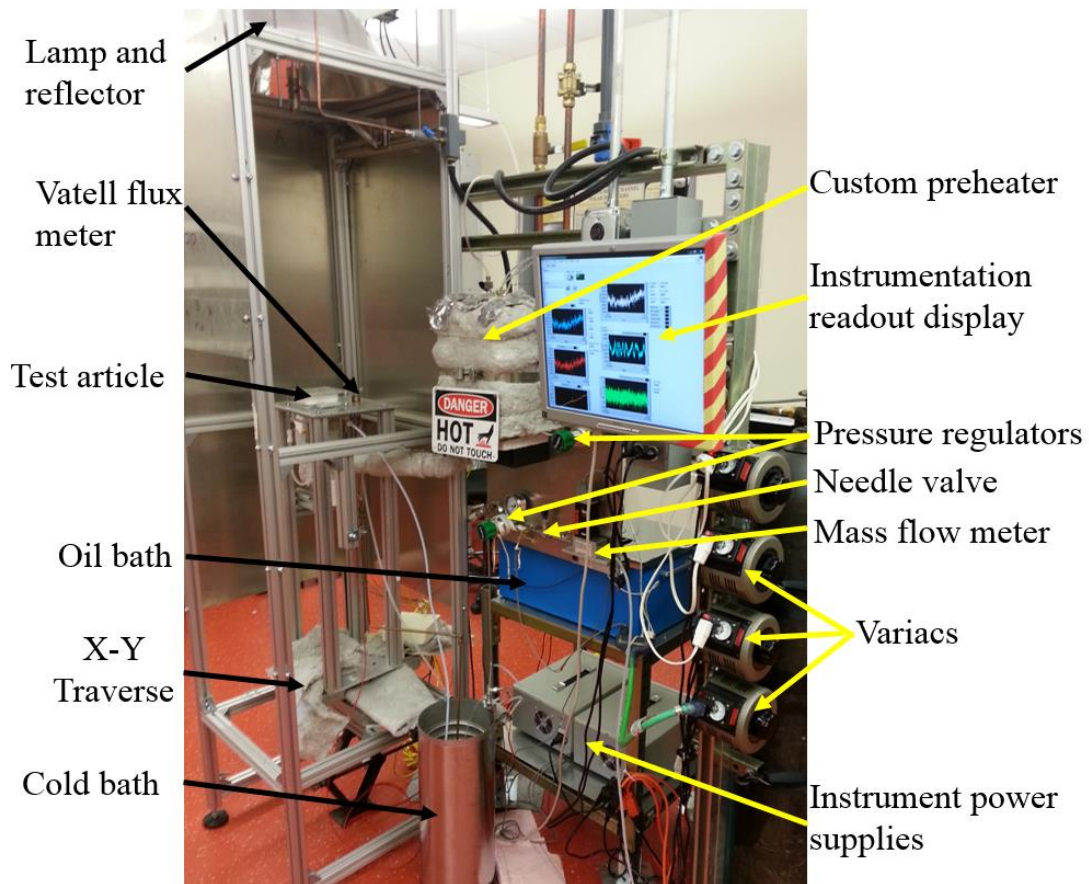 Lamp and
reflector
Vatell flux
meter
Test article
Oil bath
X-Y
Traverse
Cold bath
Custom preheater
Instrumentation
readout display
Pressure regulators
Needle valve
Mass flow meter
Variacs
Instrument power
supplies
DANGER
HOT
DO NOT TOUCH